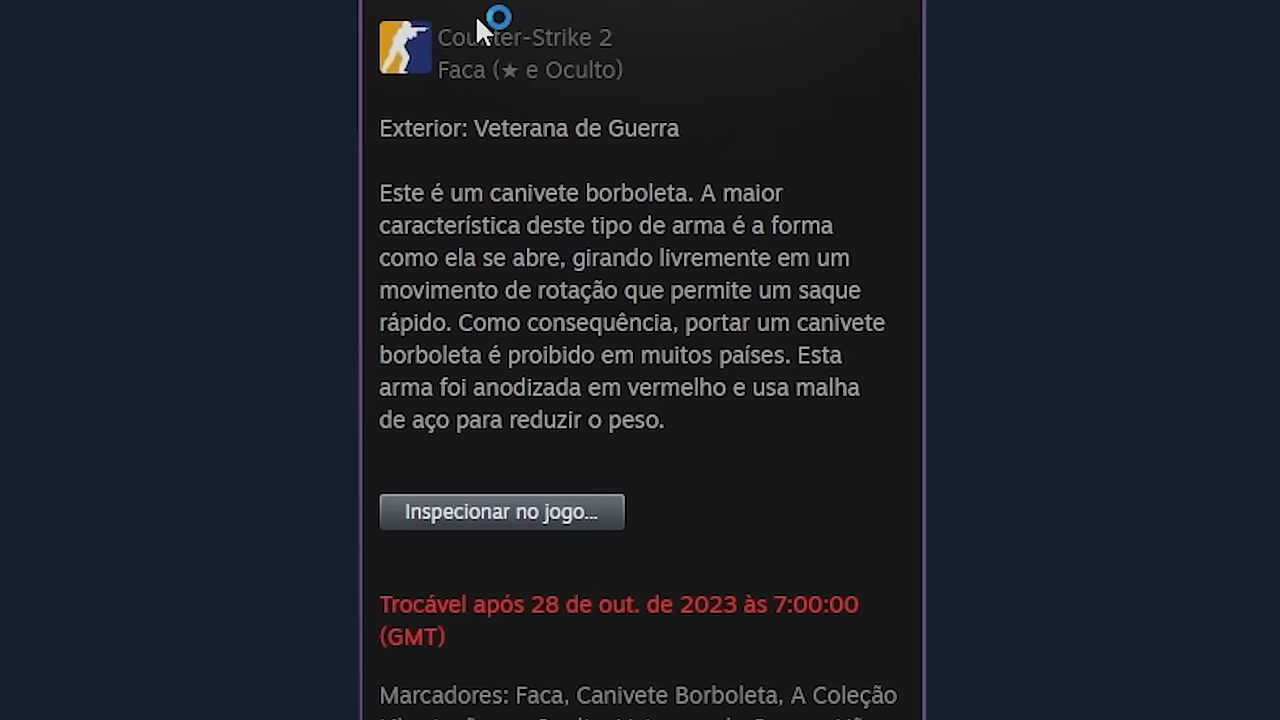 Counter-Strike 2
Faca (★ e Oculto)
Exterior: Veterana de Guerra
Este é um canivete borboleta. A maior
característica deste tipo de arma é a forma
como ela se abre, girando livremente em um
movimento de rotação que permite um saque
rápido. Como consequência, portar um canivete
borboleta é proibido em muitos países. Esta
arma foi anodizada em vermelho e usa malha
de aço para reduzir o peso.
Inspecionar no jogo...
Trocável após 28 de out. de 2023 às 7:00:00
(GMT)
Marcadores: Faca, Canivete Borboleta, A Coleção